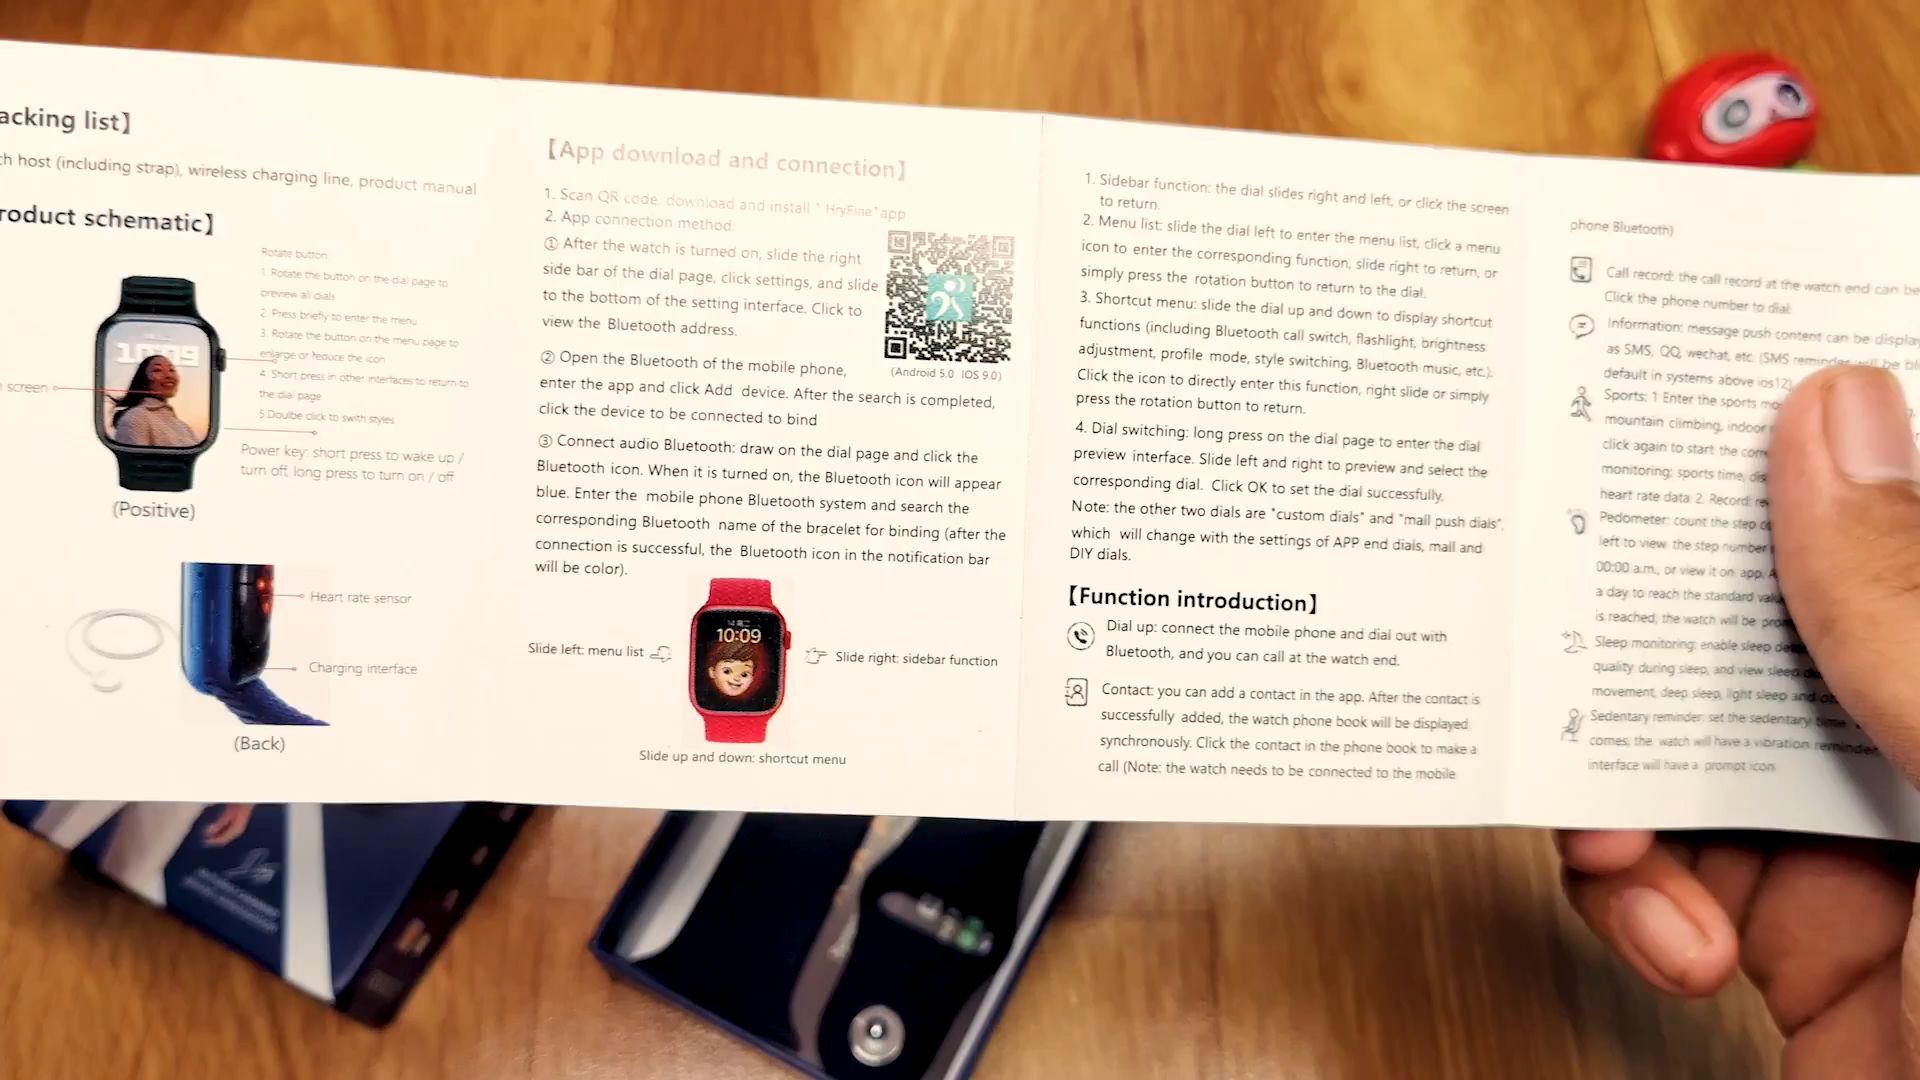 acking list】
h host (including strap), wireless charging line, product manual
roduct schematic】
Rotate button
1 Rotate the button on the dial page to
preview all dials
2. Press briefly to enter the menu
3. Rotate the button on the menu page to
enlarge or reduce the icon
4. Short press in other interfaces to return to
the dial page
5 Doulbe click to swith styles
screen
10:09
Power key: short press to wake up /
turn off, long press to turn on / off
(Positive)
Heart rate sensor
Charging interface
(Back)
【App download and connection】
1. Scan QR code, download and install " HryFine" app
2. App connection method.
① After the watch is turned on, slide the right
side bar of the dial page, click settings, and slide
to the bottom of the setting interface. Click to
view the Bluetooth address.
(Android 5.0 IOS 9.0)
② Open the Bluetooth of the mobile phone,
enter the app and click Add device. After the search is completed,
click the device to be connected to bind
③ Connect audio Bluetooth: draw on the dial page and click the
Bluetooth icon. When it is turned on, the Bluetooth icon will appear
blue. Enter the mobile phone Bluetooth system and search the
corresponding Bluetooth name of the bracelet for binding (after the
connection is successful, the Bluetooth icon in the notification bar
will be color).
10:09
Slide left: menu list
Slide right: sidebar function
Slide up and down: shortcut menu
1. Sidebar function: the dial slides right and left, or click the screen
to return.
2. Menu list: slide the dial left to enter the menu list, click a menu
icon to enter the corresponding function, slide right to return, or
simply press the rotation button to return to the dial.
3. Shortcut menu: slide the dial up and down to display shortcut
functions (including Bluetooth call switch, flashlight, brightness
adjustment, profile mode, style switching, Bluetooth music, etc.).
Click the icon to directly enter this function, right slide or simply
press the rotation button to return.
4. Dial switching: long press on the dial page to enter the dial
preview interface. Slide left and right to preview and select the
corresponding dial. Click OK to set the dial successfully.
Note: the other two dials are "custom dials" and "mall push dials",
which will change with the settings of APP end dials, mall and
DIY dials.
【Function introduction】
Dial up: connect the mobile phone and dial out with
Bluetooth, and you can call at the watch end.
Contact: you can add a contact in the app. After the contact is
successfully added, the watch phone book will be displayed
synchronously. Click the contact in the phone book to make a
call (Note: the watch needs to be connected to the mobile
phone Bluetooth)
Call record: the call record at the watch end can be
Click the phone number to dial.
Information: message push content can be display
as SMS, QQ, wechat, etc. (SMS reminder will be bl
default in systems above ios12)
Sports: 1 Enter the sports mo
mountain climbing, indoor
click again to start the corr
monitoring: sports time, dis
heart rate data 2. Record: re
Pedometer: count the step co
left to view the step number
00:00 a.m., or view it on app. A
a day to reach the standard valu
is reached, the watch will be pro
Sleep monitoring: enable sleep de
quality during sleep, and view sleep du
movement, deep sleep, light sleep and
Sedentary reminder: set the sedentary time
comes, the watch will have a vibration reminder
interface will have a prompt icon